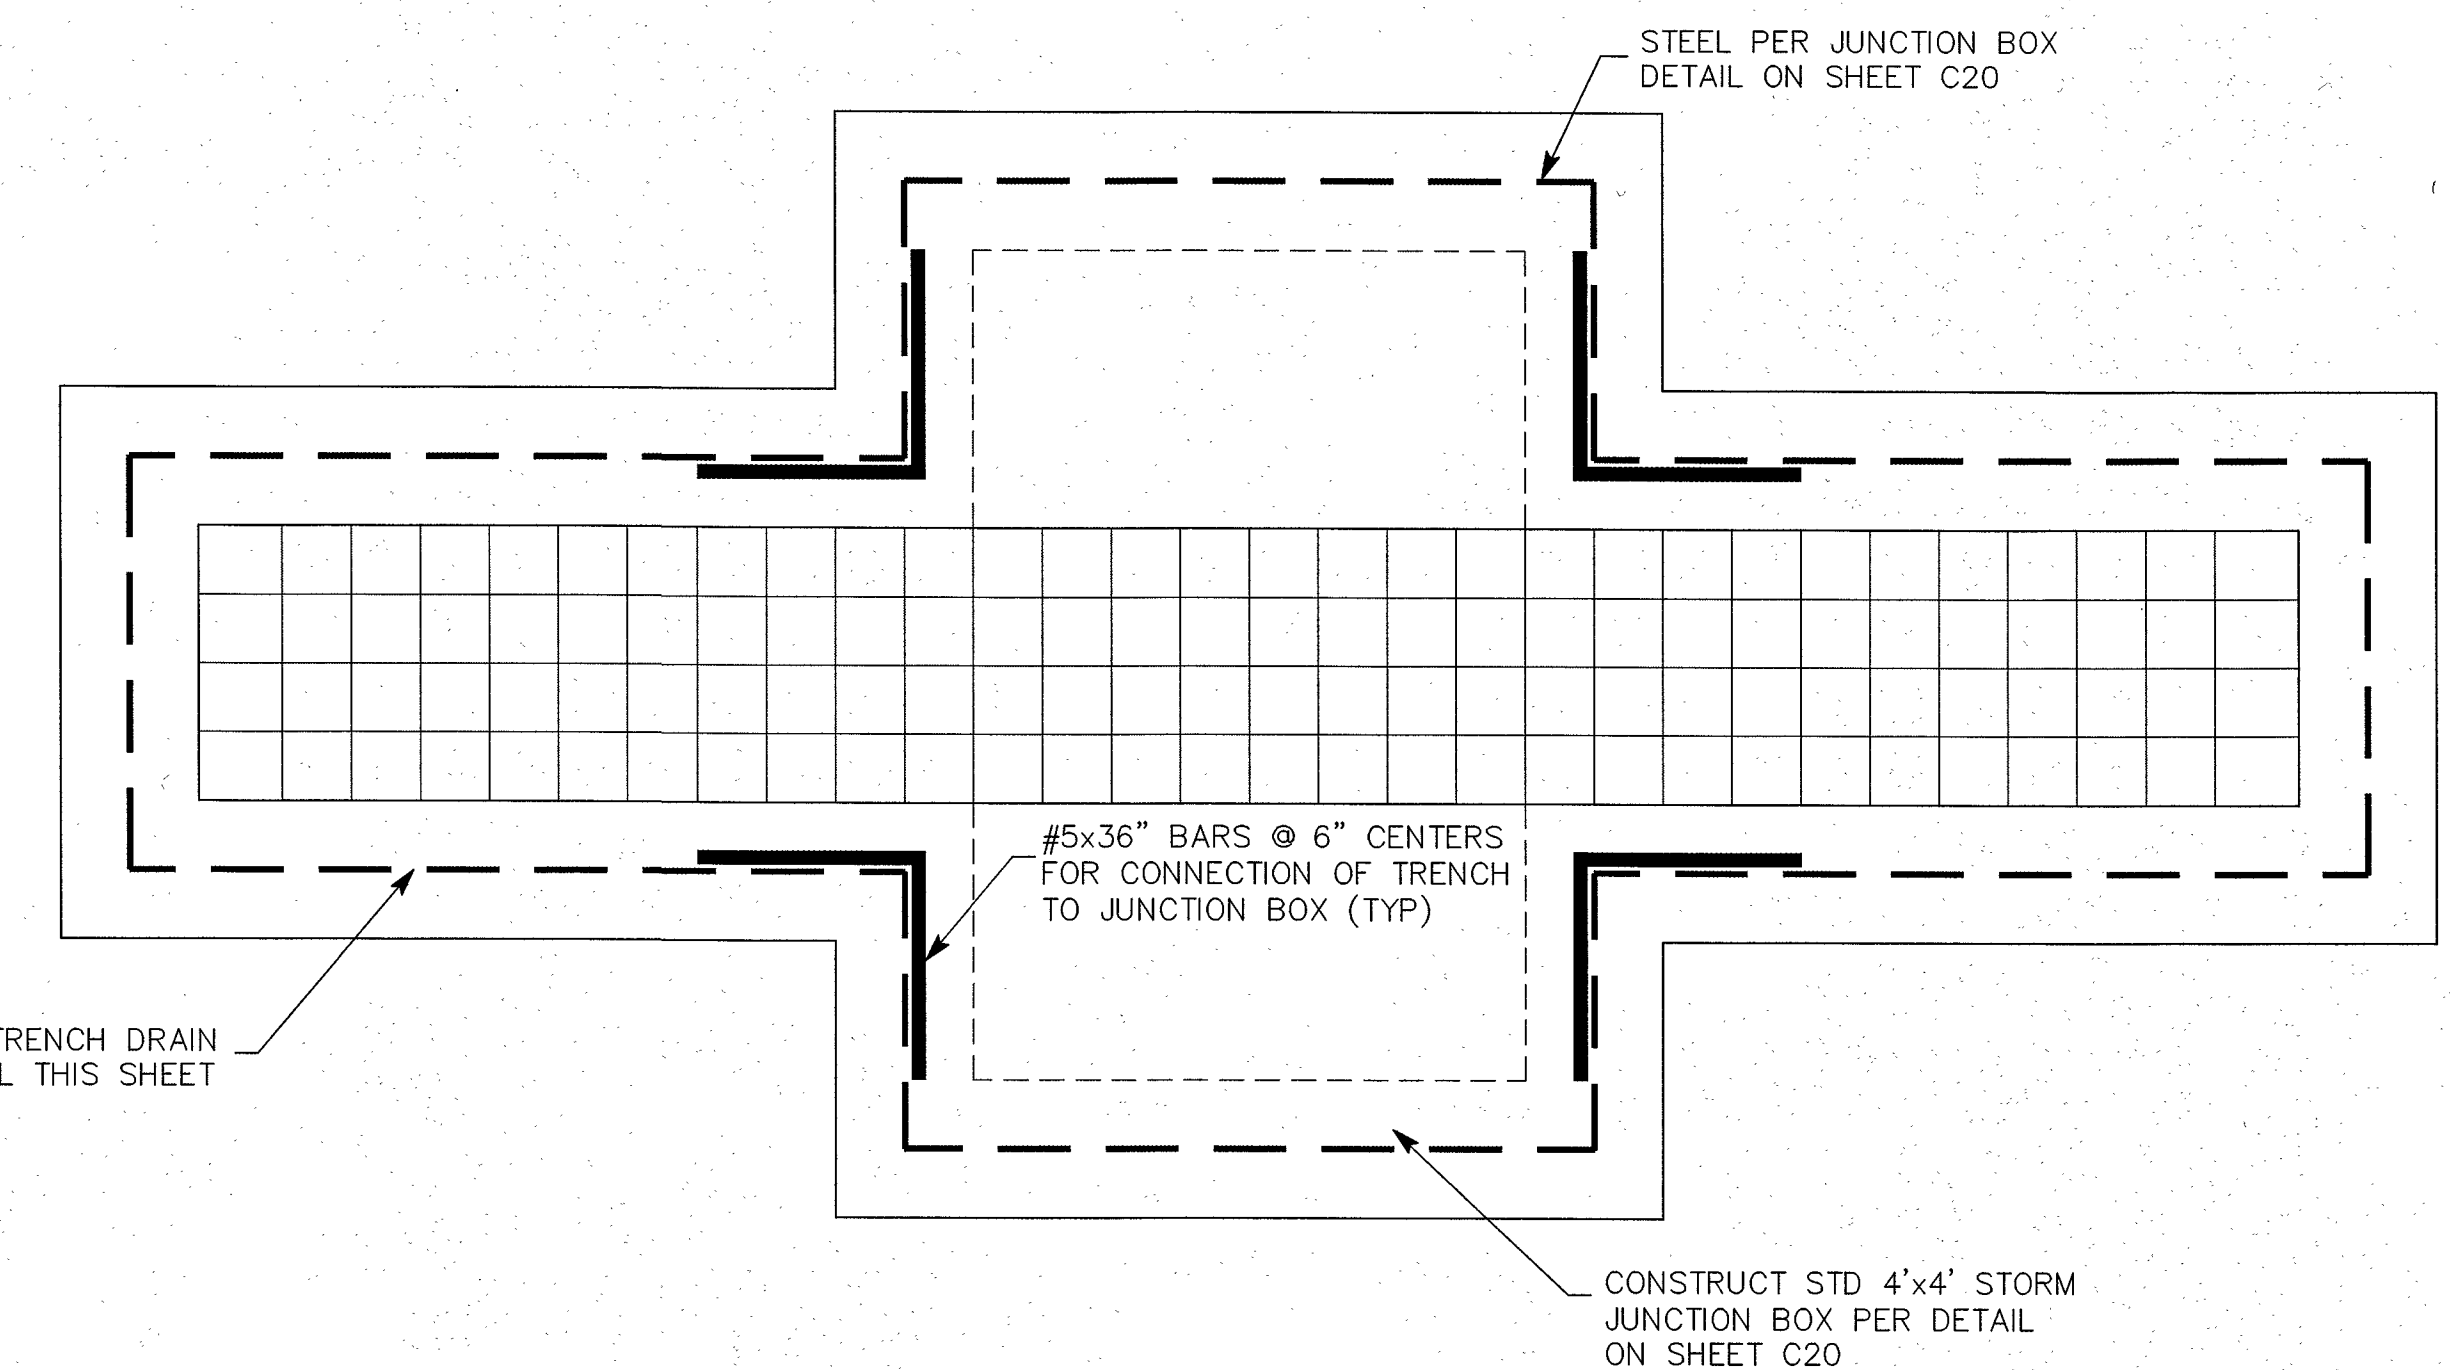 STEEL PER JUNCTION BOX
DETAIL ON SHEET C20
#5x36" BARS @ 6" CENTERS
FOR CONNECTION OF TRENCH
TO JUNCTION BOX (TYP)
TRENCH DRAIN
THIS SHEET
CONSTRUCT STD 4'x4' STORM
JUNCTION BOX PER DETAIL
ON SHEET C20